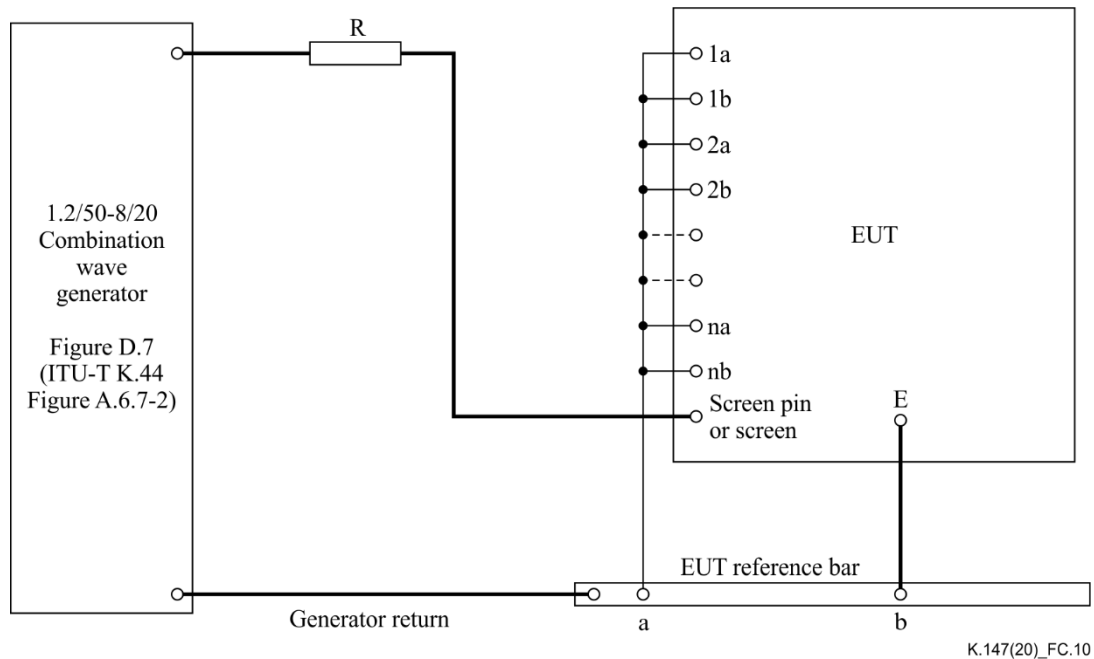 R
1.2/50-8/20
Combination
wave
generator
Figure D.7
(ITU-T K.44
Figure A.6.7-2)
1a
1b
2a
2b
na
nb
Screen pin
or screen
EUT
E
EUT reference bar
Generator return
a
b
K.147(20)_FC.10